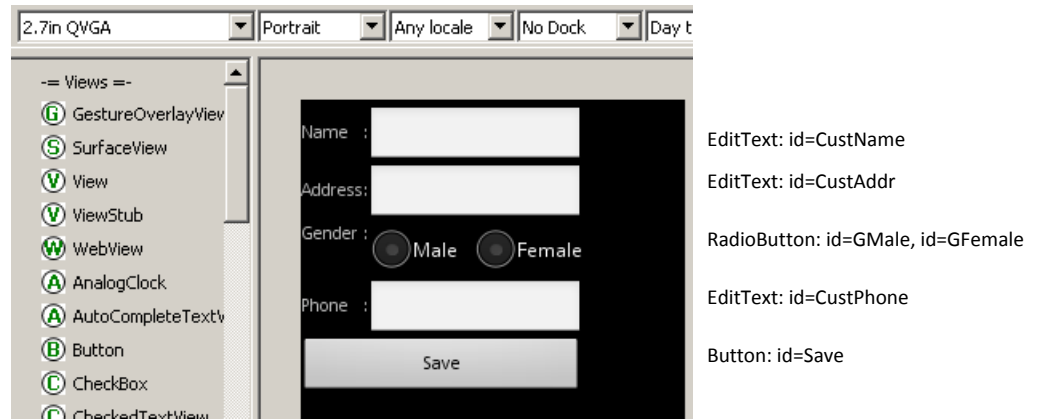 2.7in QVGA Portrait Any locale No Dock Day t
-= Views =-
G GestureOverlayView
S SurfaceView
V View
V ViewStub
W WebView
A AnalogClock
A AutoCompleteTextV
B Button
C CheckBox
C CheckedTextView
Name :
Address:
Gender : Male Female
Phone :
Save
EditText: id=CustName
EditText: id=CustAddr
RadioButton: id=GMale, id=GFemale
EditText: id=CustPhone
Button: id=Save